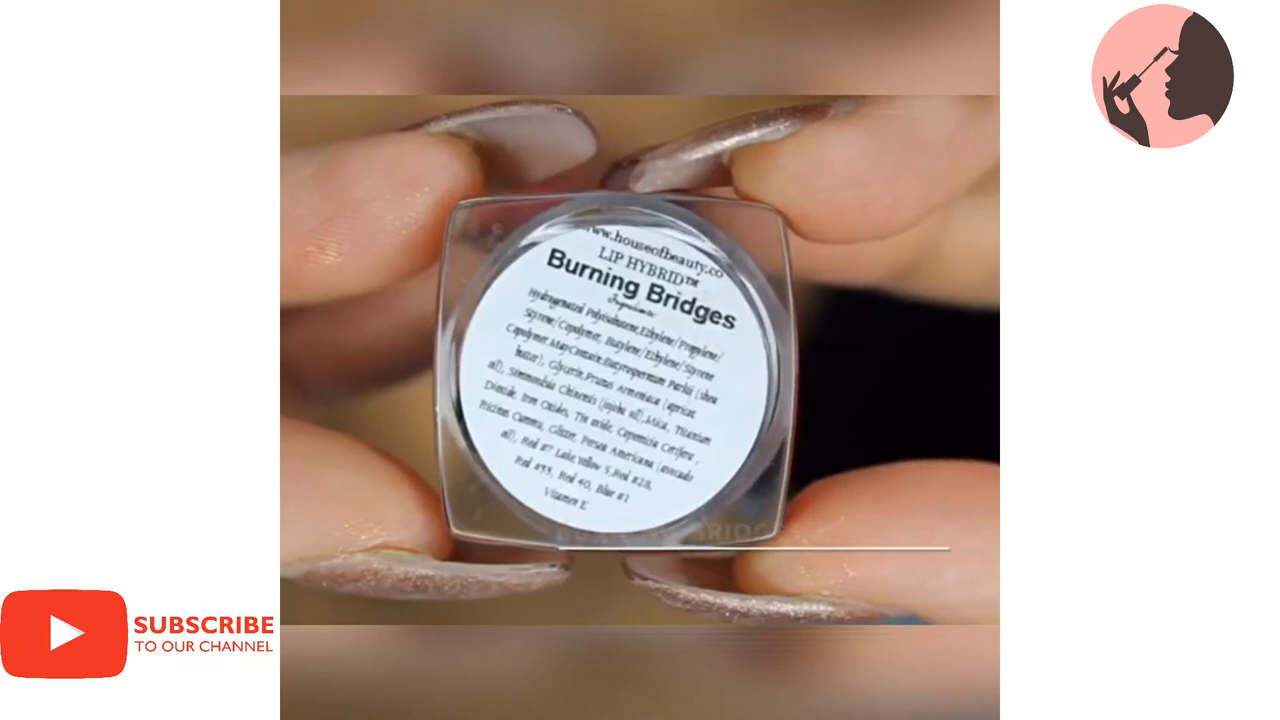 www.houseofbeauty.co
LIP HYBRID™
Burning Bridges
Ingredients:
Hydrogenated Polyisobutene,Ethylene/Propylene/
Styrene/Copolymer, Butylene/Ethylene/Styrene
Copolymer.May Contain:Butyrospermum Parkii (shea
butter), Glycerin,Prunus Armeniaca (apricot
oil), Simmondsia Chinensis (jojoba oil),Mica, Titanium
Dioxide, Iron Oxides, Tin oxide, Copernicia Cerifera,
Ricinus Cummu, Glitter, Persea Americana (avocado
oil), Red #7 Lake,Yellow 5,Red #28,
Red #33, Red 40, Blue #1
Vitamin E
SUBSCRIBE
TO OUR CHANNEL